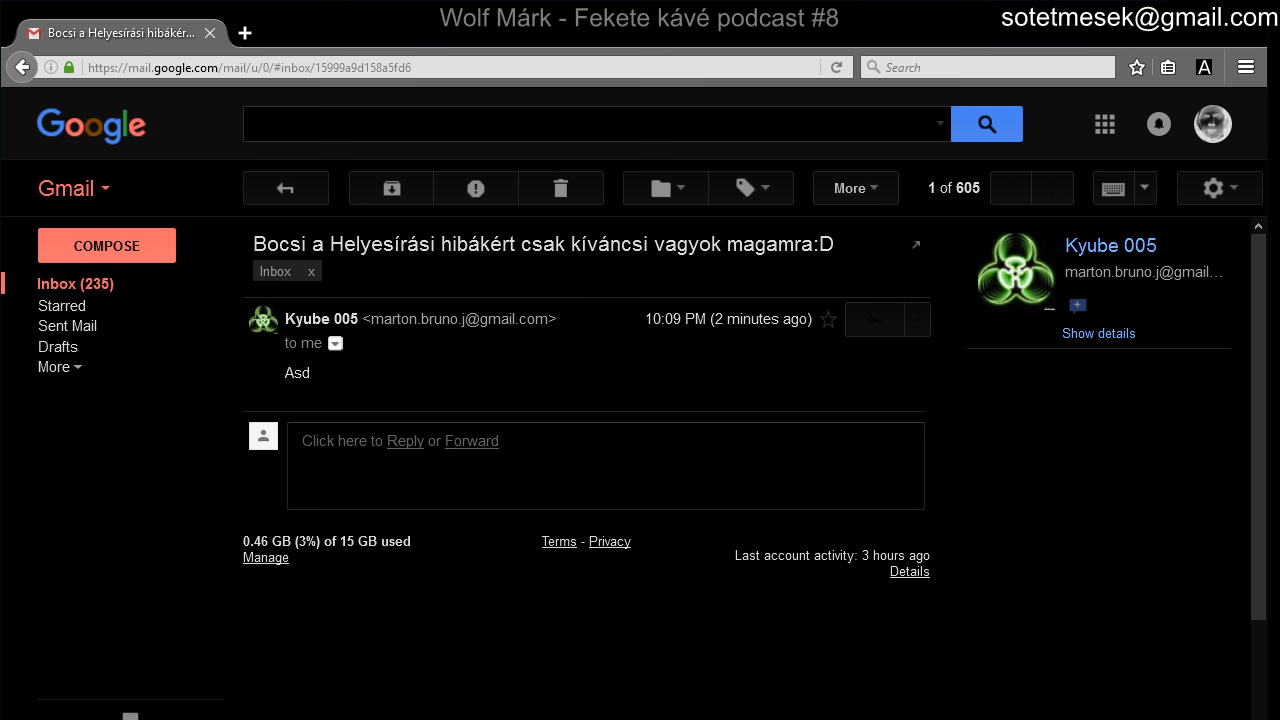 Wolf Márk - Fekete kávé podcast #8
sotetmesek@gmail.com
Bocsi a Helyesírási hibákér...
https://mail.google.com/mail/u/0/#inbox/15999a9d158a5fd6
Search
A
Google
Gmail
More
1 of 605
COMPOSE
Inbox (235)
Starred
Sent Mail
Drafts
More
Bocsi a Helyesírási hibákért csak kíváncsi vagyok magamra:D
Inbox x
Kyube 005 <marton.bruno.j@gmail.com>
10:09 PM (2 minutes ago)
to me
Asd
Click here to Reply or Forward
0.46 GB (3%) of 15 GB used
Manage
Terms - Privacy
Last account activity: 3 hours ago
Details
Kyube 005
marton.bruno.j@gmail...
Show details